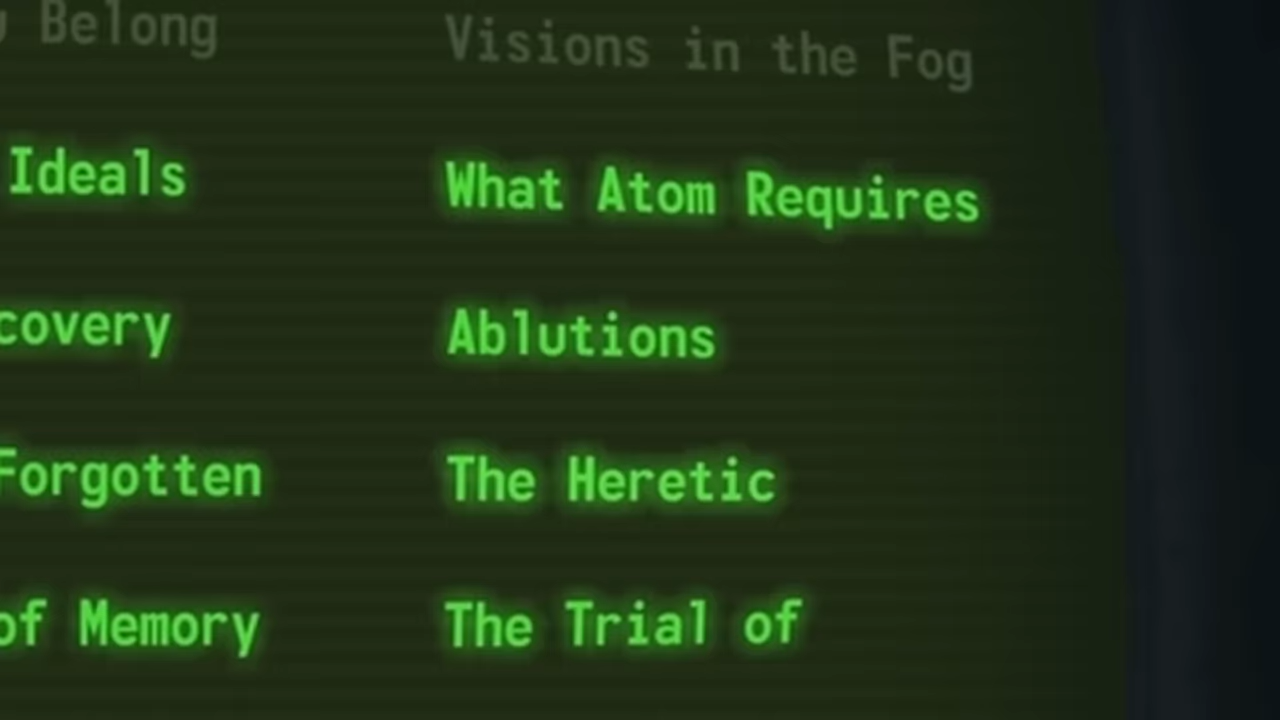 Belong
Visions in the Fog
Ideals
What Atom Requires
covery
Ablutions
Forgotten
The Heretic
of Memory
The Trial of